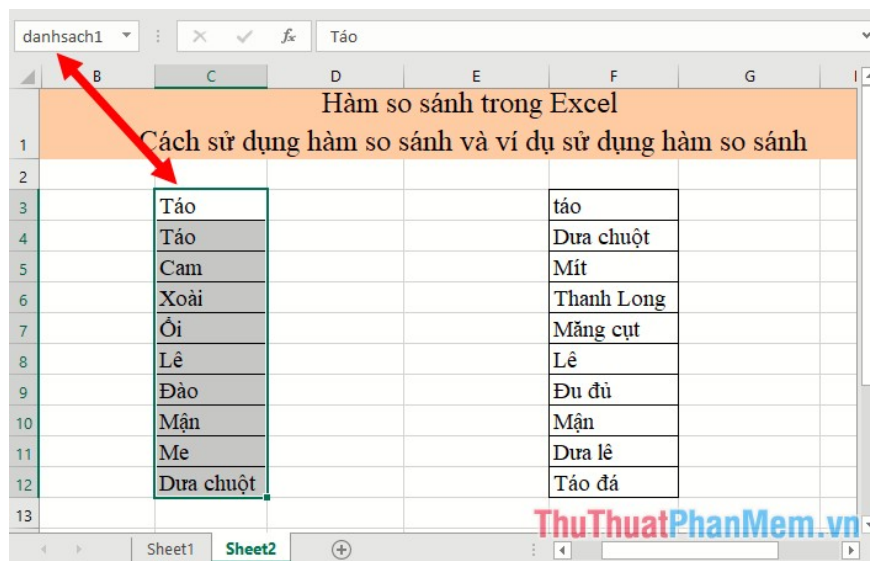 danhsach1
fx
Táo
B C D E F G I
1 Hàm so sánh trong Excel
Cách sử dụng hàm so sánh và ví dụ sử dụng hàm so sánh
2
3 Táo táo
4 Táo Dưa chuột
5 Cam Mít
6 Xoài Thanh Long
7 Ổi Măng cụt
8 Lê Lê
9 Đào Đu đủ
10 Mận Mận
11 Me Dưa lê
12 Dưa chuột Táo đá
13
ThuThuatPhanMem.vn
Sheet1 Sheet2